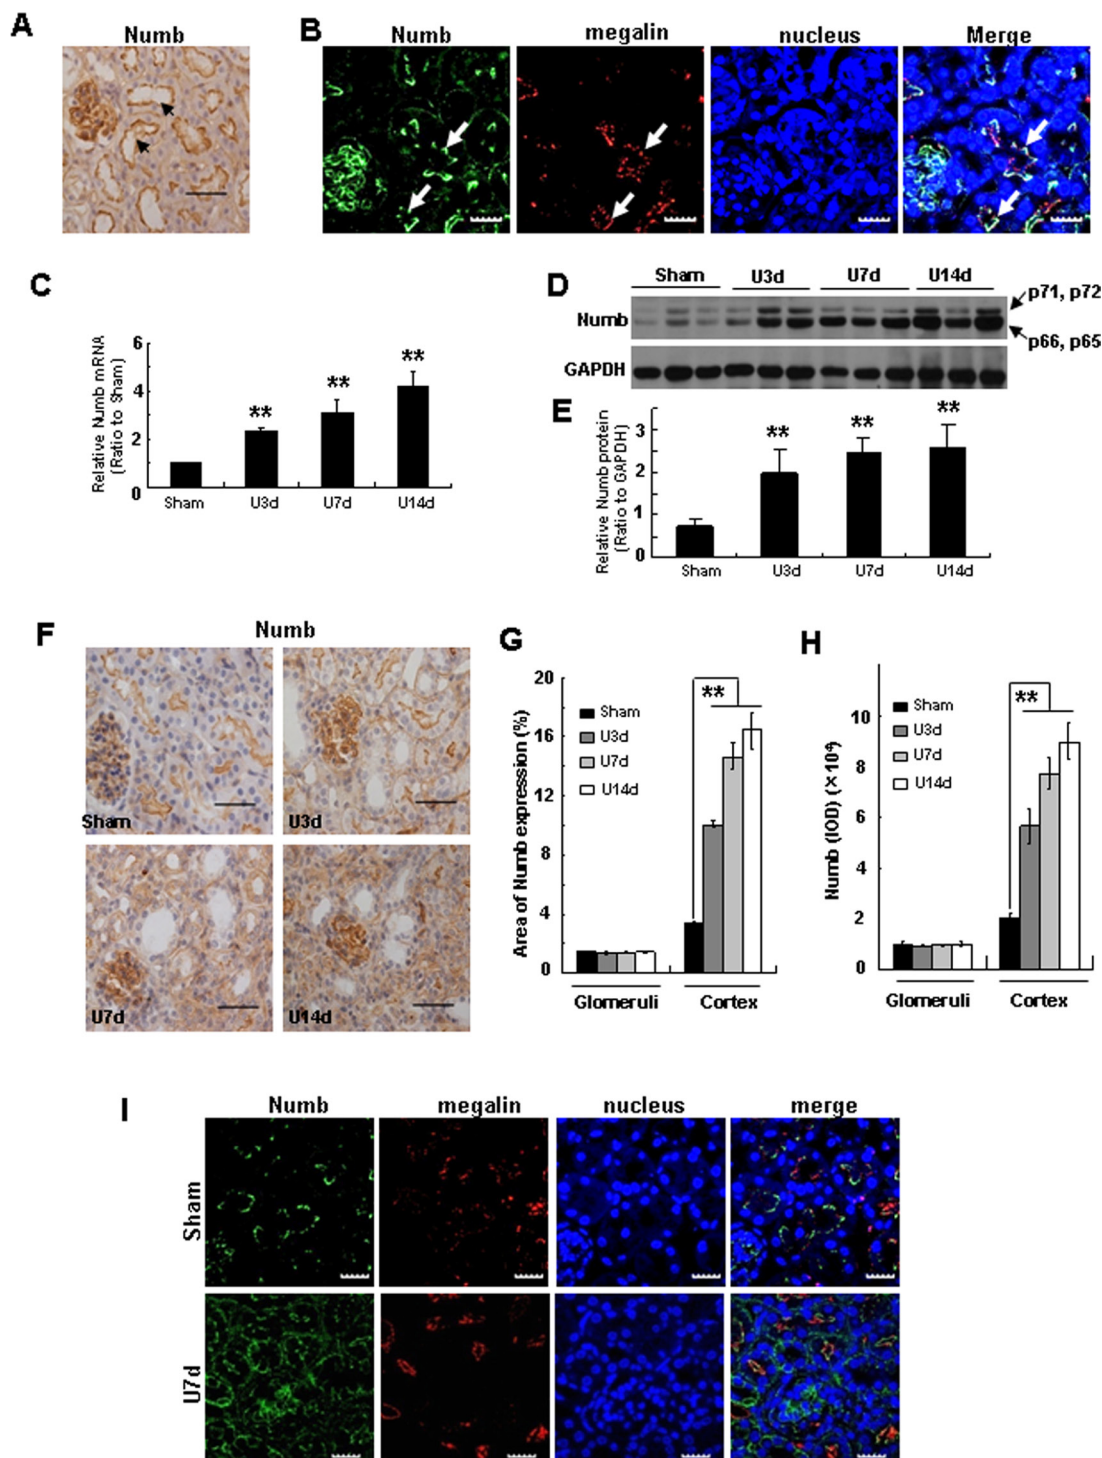 A
Numb
B
Numb
megalin
nucleus
Merge
C
Relative Numb mRNA
(Ratio to Sham)
6
4
2
0
**
**
**
Sham
U3d
U7d
U14d
D
Sham
U3d
U7d
U14d
Numb
p71, p72
p66, p65
GAPDH
E
Relative Numb protein
(Ratio to GAPDH)
3
2
1
0
**
**
**
Sham
U3d
U7d
U14d
F
Numb
Sham
U3d
U7d
U14d
G
Area of Numb expression (%)
20
16
12
8
4
0
**
Sham
U3d
U7d
U14d
Glomeruli
Cortex
H
Numb (IOD) (×10⁴)
10
8
6
4
2
0
**
Sham
U3d
U7d
U14d
Glomeruli
Cortex
I
Numb
megalin
nucleus
merge
Sham
U7d